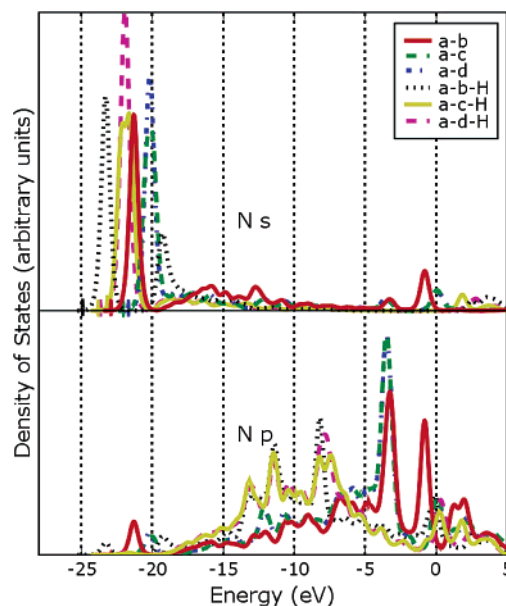 a-b
a-c
a-d
a-b-H
a-c-H
a-d-H
N s
N p
Density of States (arbitrary units)
-25 -20 -15 -10 -5 0 5
Energy (eV)